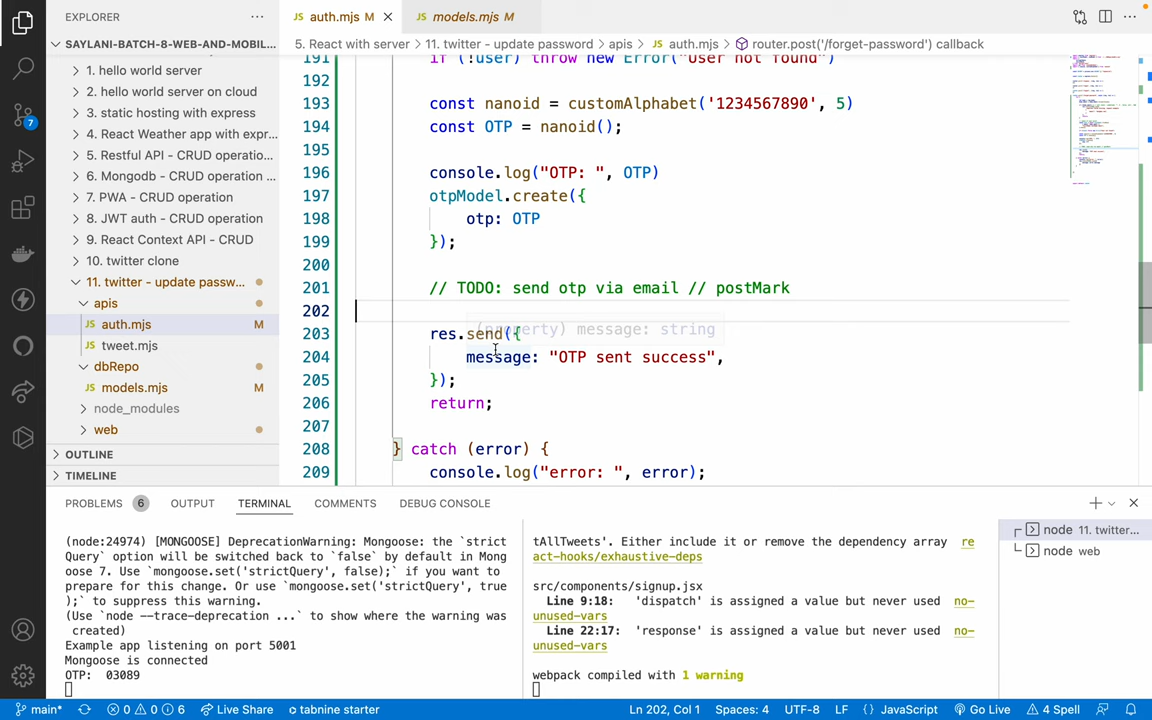 EXPLORER
auth.mjs M
models.mjs M
SAYLANI-BATCH-8-WEB-AND-MOBIL...
5. React with server > 11. twitter - update password > apis > auth.mjs > router.post('/forget-password') callback
1. hello world server
2. hello world server on cloud
3. static hosting with express
4. React Weather app with expr...
5. Restful API - CRUD operatio...
6. Mongodb - CRUD operation ...
7. PWA - CRUD operation
8. JWT auth - CRUD operation
9. React Context API - CRUD
10. twitter clone
11. twitter - update passw...
apis
auth.mjs M
tweet.mjs
dbRepo
models.mjs M
node_modules
web
OUTLINE
TIMELINE
191 if (!user) throw new Error("User not found")
192
193 const nanoid = customAlphabet('1234567890', 5)
194 const OTP = nanoid();
195
196 console.log("OTP: ", OTP)
197 otpModel.create({
198 otp: OTP
199 });
200
201 // TODO: send otp via email // postMark
202
(property) message: string
203 res.send({
204 message: "OTP sent success",
205 });
206 return;
207
208 } catch (error) {
209 console.log("error: ", error);
PROBLEMS 6 OUTPUT TERMINAL COMMENTS DEBUG CONSOLE
(node:24974) [MONGOOSE] DeprecationWarning: Mongoose: the `strict
Query` option will be switched back to `false` by default in Mong
oose 7. Use `mongoose.set('strictQuery', false);` if you want to
prepare for this change. Or use `mongoose.set('strictQuery', true
);` to suppress this warning.
(Use `node --trace-deprecation ...` to show where the warning was
created)
Example app listening on port 5001
Mongoose is connected
OTP:  03089
tAllTweets'. Either include it or remove the dependency array re
act-hooks/exhaustive-deps
src/components/signup.jsx
Line 9:18: 'dispatch' is assigned a value but never used no-
unused-vars
Line 22:17: 'response' is assigned a value but never used no-
unused-vars
webpack compiled with 1 warning
node 11. twitter...
node web
7
main* 0 0 6 Live Share tabnine starter Ln 202, Col 1 Spaces: 4 UTF-8 LF {} JavaScript Go Live 4 Spell